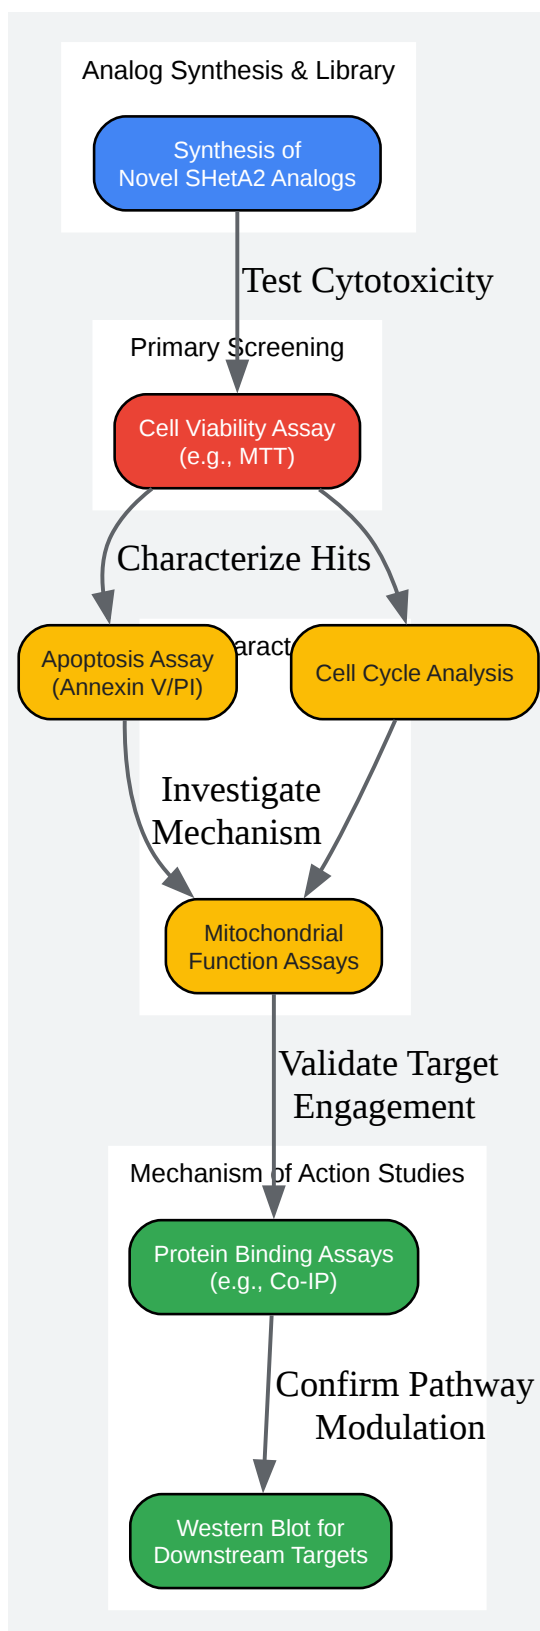 Analog Synthesis & Library
Synthesis of
Novel SHetA2 Analogs
Test Cytotoxicity
Primary Screening
Cell Viability Assay
(e.g., MTT)
Characterize Hits
Apoptosis Assay
(Annexin V/PI)
Cell Cycle Analysis
Investigate
Mechanism
Mitochondrial
Function Assays
Validate Target
Engagement
Mechanism of Action Studies
Protein Binding Assays
(e.g., Co-IP)
Confirm Pathway
Modulation
Western Blot for
Downstream Targets